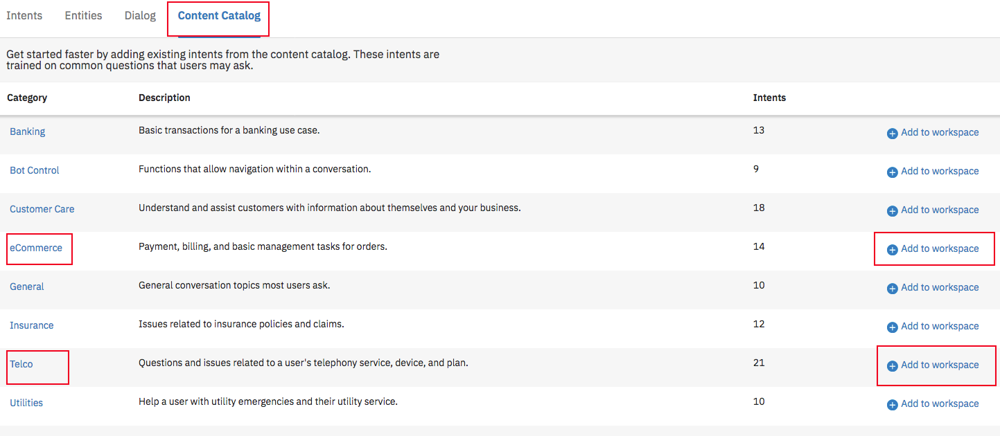 Intents Entities Dialog Content Catalog
Get started faster by adding existing intents from the content catalog. These intents are
trained on common questions that users may ask.
Category Description Intents
Banking Basic transactions for a banking use case. 13 Add to workspace
Bot Control Functions that allow navigation within a conversation. 9 Add to workspace
Customer Care Understand and assist customers with information about themselves and your business. 18 Add to workspace
eCommerce Payment, billing, and basic management tasks for orders. 14 Add to workspace
General General conversation topics most users ask. 10 Add to workspace
Insurance Issues related to insurance policies and claims. 12 Add to workspace
Telco Questions and issues related to a user's telephony service, device, and plan. 21 Add to workspace
Utilities Help a user with utility emergencies and their utility service. 10 Add to workspace